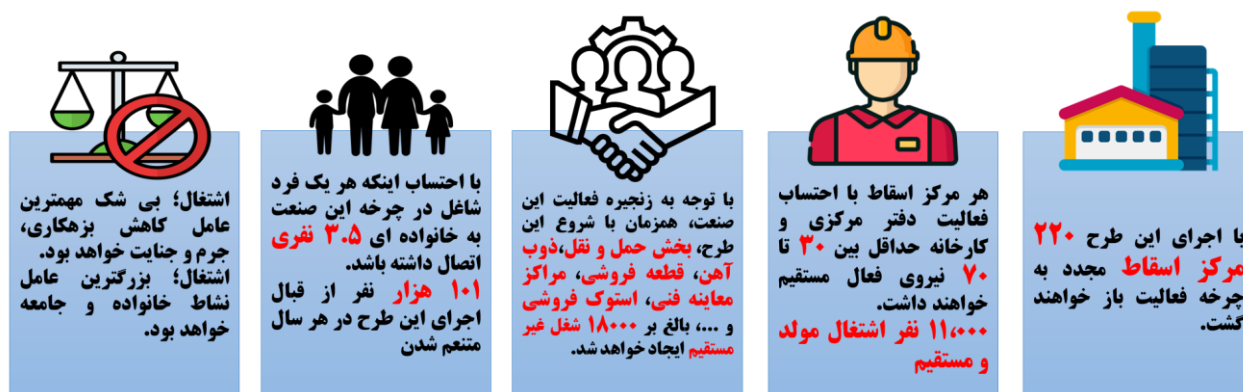 با اجرای این طرح ۲۲۰
مرکز اسقاط مجدد به
چرخه فعالیت باز خواهند
گشت.
هر مرکز اسقاط با احتساب
فعالیت دفتر مرکزی و
کارخانه حداقل بین ۳۰ تا
۷۰ نیروی فعال مستقیم
خواهند داشت.
۱۱،۰۰۰ نفر اشتغال مولد
و مستقیم
با توجه به زنجیره فعالیت این
صنعت، همزمان با شروع این
طرح، بخش حمل و نقل،ذوب
آهن، قطعه فروشی، مراکز
معاینه فنی، استوک فروشی
و ...، بالغ بر ۱۸۰۰۰ شغل غیر
مستقیم ایجاد خواهد شد.
با احتساب اینکه هر یک فرد
شاغل در چرخه این صنعت
به خانواده ای ۳.۵ نفری
اتصال داشته باشد.
۱۰۱ هزار نفر از قبال
اجرای این طرح در هر سال
متنعم شدن
اشتغال؛ بی شک مهمترین
عامل کاهش بزهکاری،
جرم و جنایت خواهد بود.
اشتغال؛ بزرگترین عامل
نشاط خانواده و جامعه
خواهد بود.